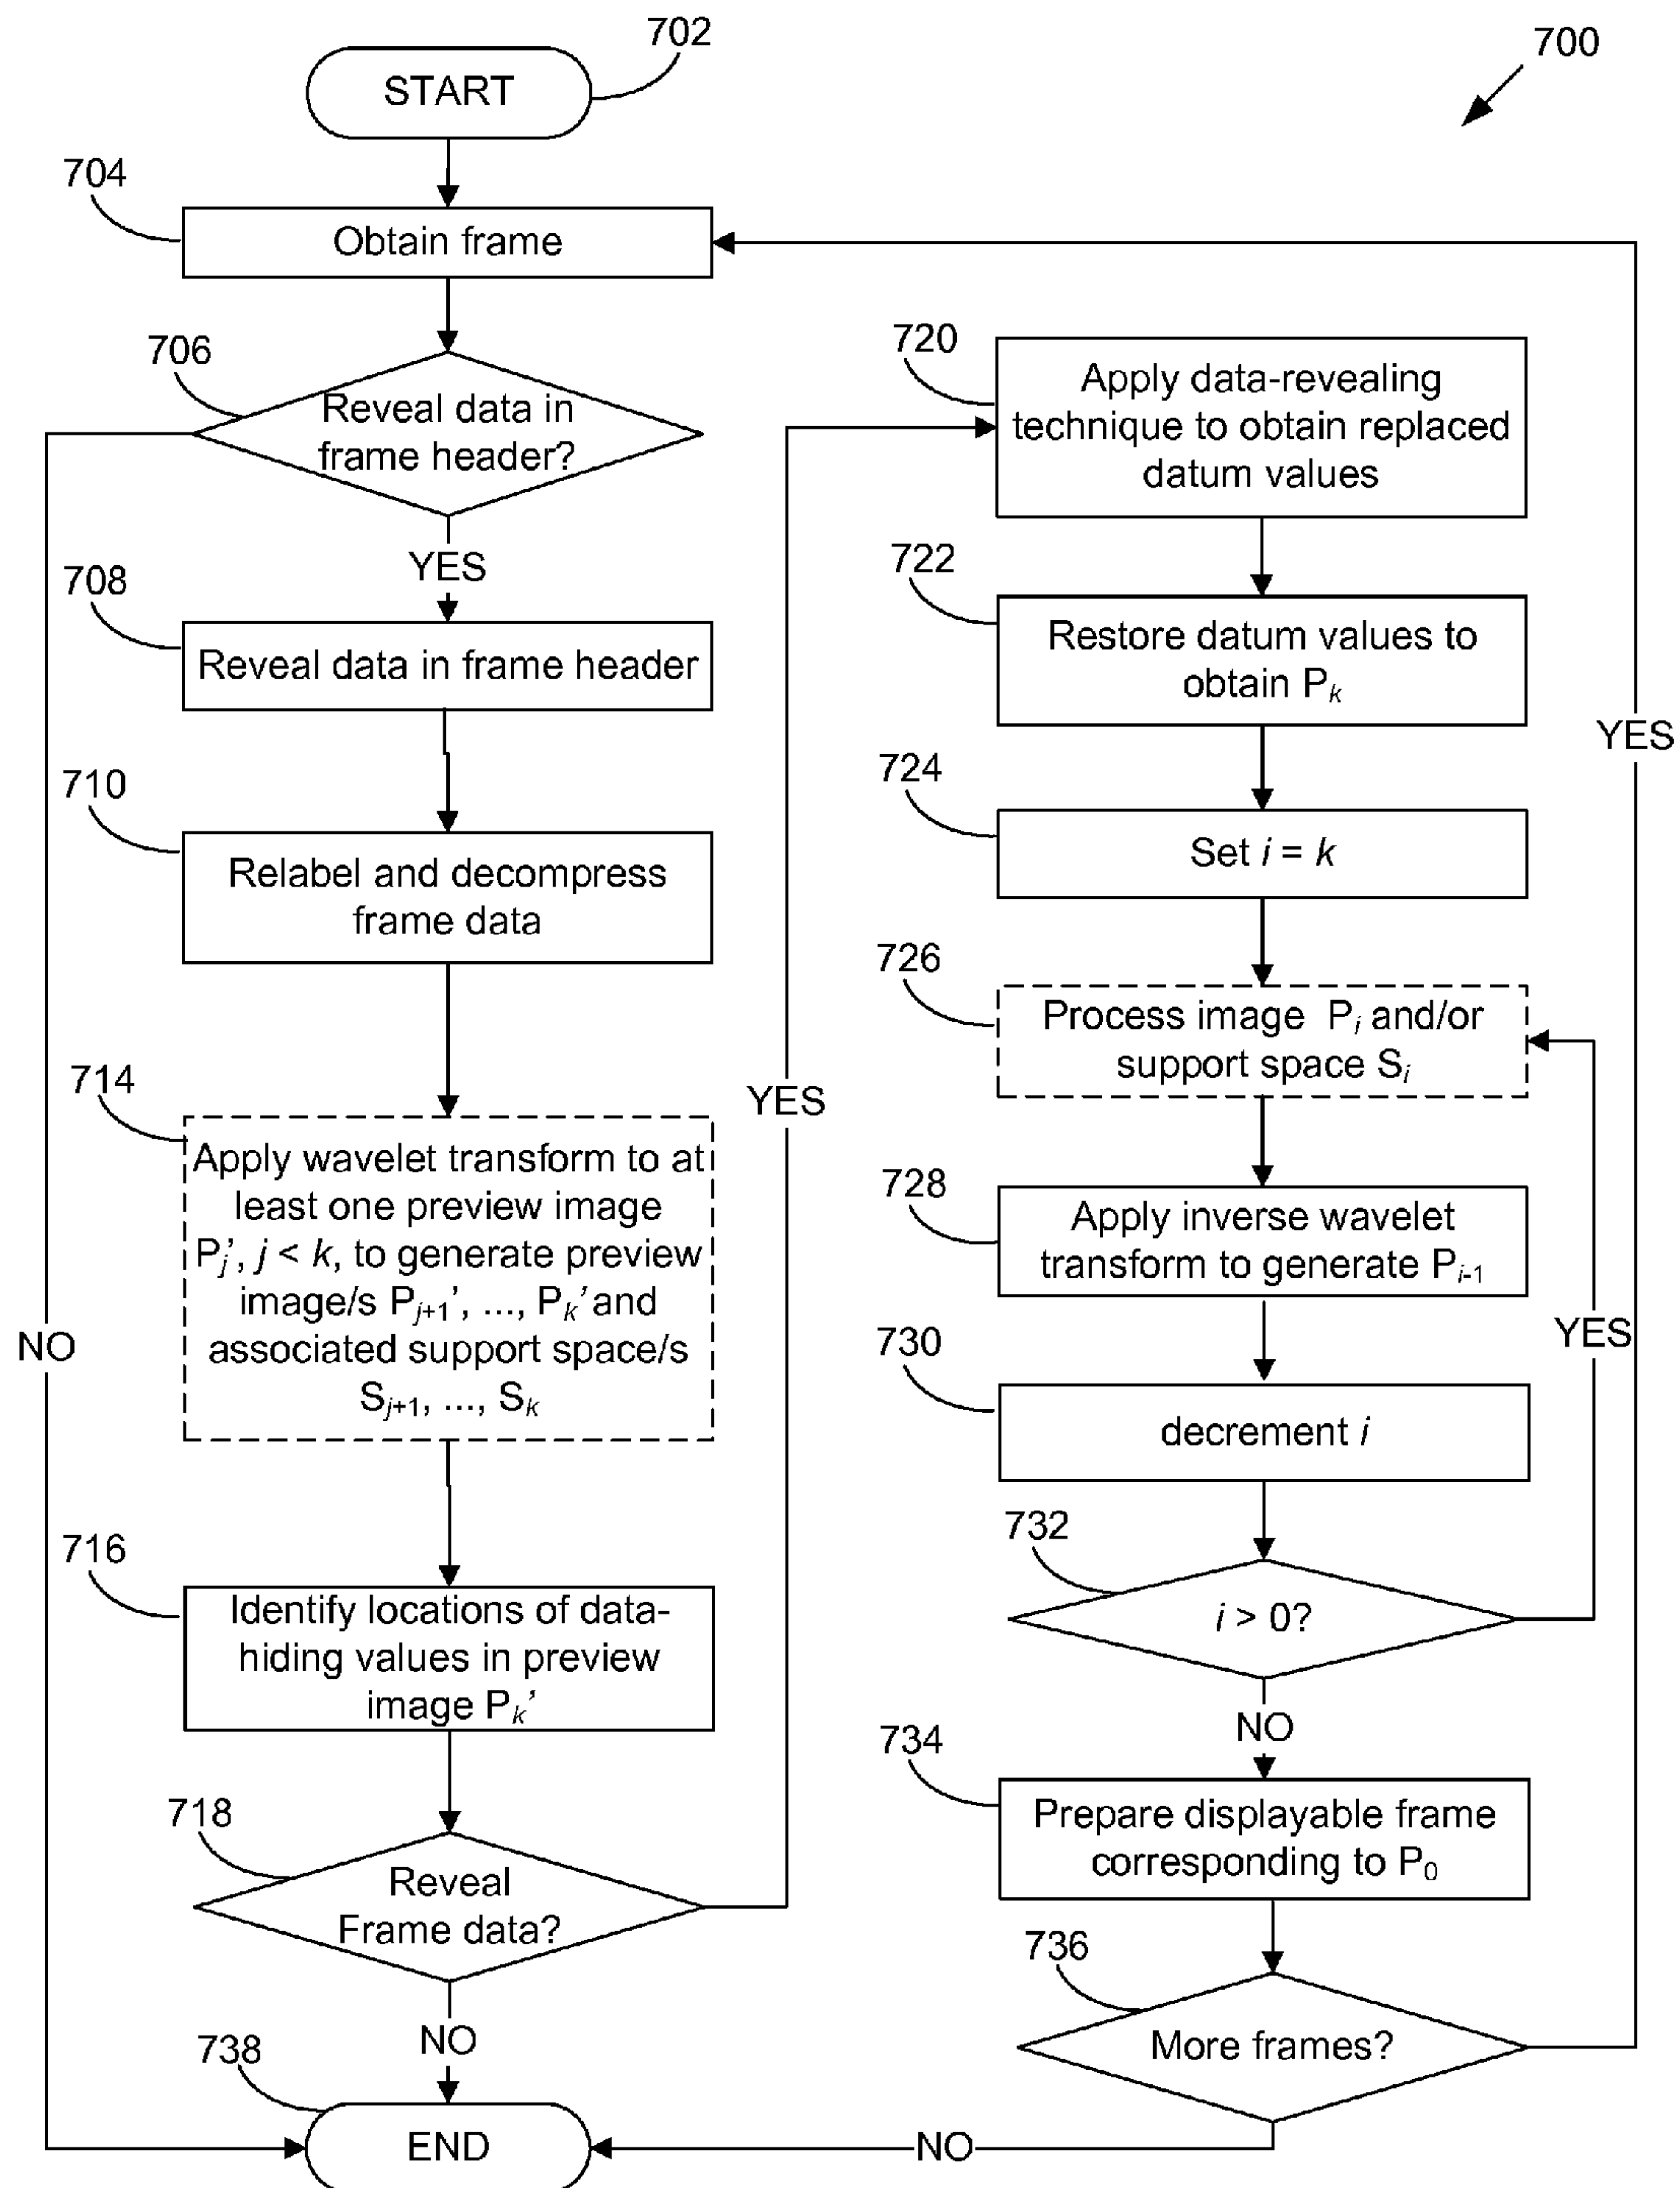 702
START
700
704
Obtain frame
706
Reveal data in
frame header?
YES
708
Reveal data in frame header
710
Relabel and decompress
frame data
714
Apply wavelet transform to at
least one preview image
Pj’, j < k, to generate preview
image/s Pj+1’, ..., Pk’ and
associated support space/s
Sj+1, ..., Sk
NO
716
Identify locations of data-
hiding values in preview
image Pk’
718
Reveal
Frame data?
YES
NO
738
END
720
Apply data-revealing
technique to obtain replaced
datum values
722
Restore datum values to
obtain Pk
724
Set i = k
726
Process image Pi and/or
support space Si
728
Apply inverse wavelet
transform to generate Pi-1
730
decrement i
732
i > 0?
YES
NO
734
Prepare displayable frame
corresponding to P0
736
More frames?
YES
NO